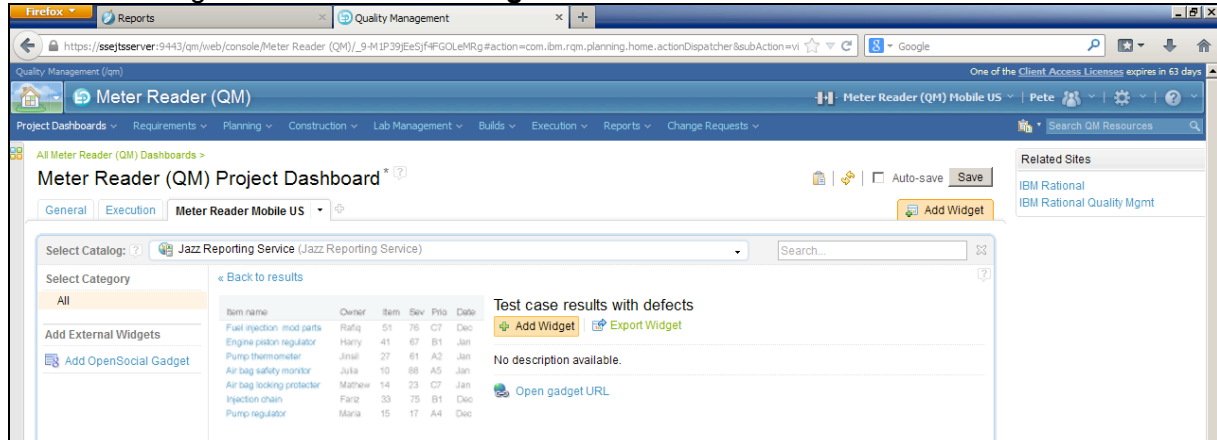 Firefox
Reports
Quality Management
https://ssejtsserver:9443/qm/web/console/Meter Reader (QM)/_9-M1P39jEeSjf4FGOLeMRg#action=com.ibm.rqm.planning.home.actionDispatcher&subAction=vi
Google
Quality Management (/qm)
One of the Client Access Licenses expires in 63 days
Meter Reader (QM)
Meter Reader (QM) Mobile US
Pete
Project Dashboards Requirements Planning Construction Lab Management Builds Execution Reports Change Requests
Search QM Resources
All Meter Reader (QM) Dashboards >
Meter Reader (QM) Project Dashboard *
Auto-save Save
General Execution Meter Reader Mobile US
Add Widget
Related Sites
IBM Rational
IBM Rational Quality Mgmt
Select Catalog: Jazz Reporting Service (Jazz Reporting Service)
Search...
Select Category
All
Add External Widgets
Add OpenSocial Gadget
« Back to results
Item name Owner Item Sev Prio Date
Fuel injection mod parts Rafiq 51 76 C7 Dec
Engine piston regulator Harry 41 67 B1 Jan
Pump thermometer Jinsil 27 61 A2 Jan
Air bag safety monitor Julia 10 88 A5 Jan
Air bag locking protecter Mathew 14 23 C7 Jan
Injection chain Fariz 33 75 B1 Dec
Pump regulator Maria 15 17 A4 Dec
Test case results with defects
Add Widget Export Widget
No description available.
Open gadget URL